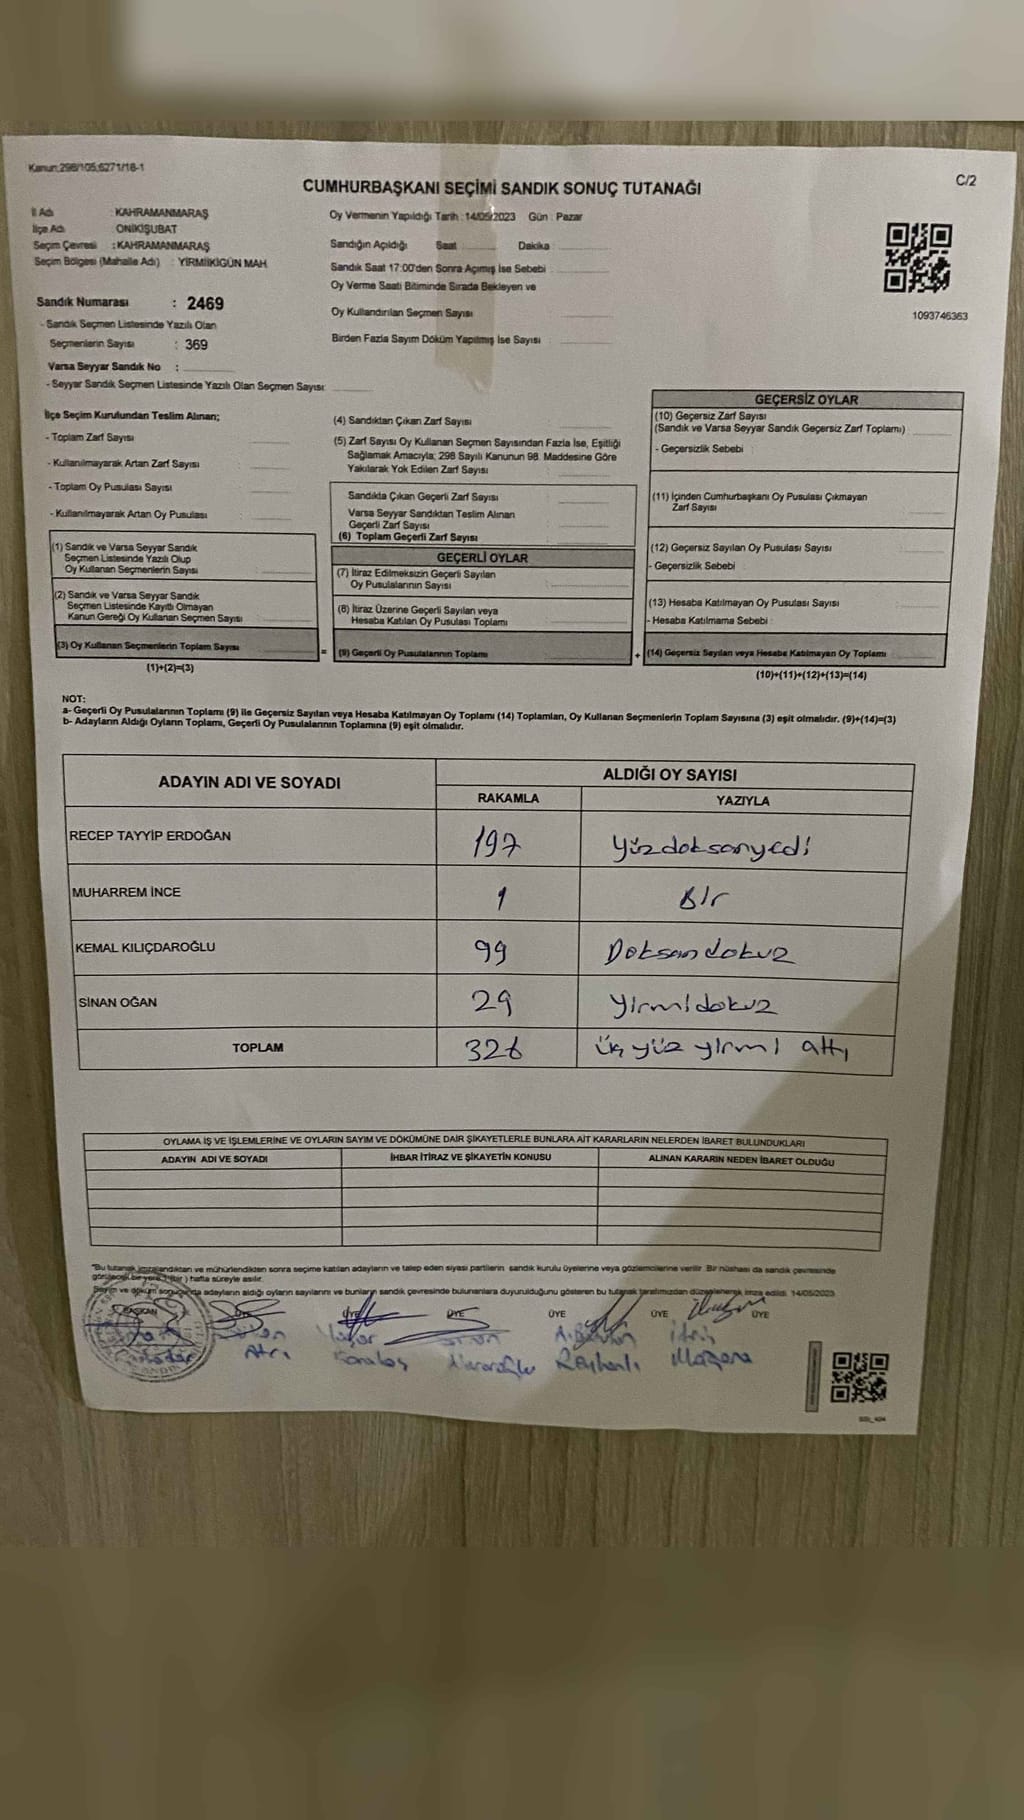 Kanun:298/105;6271/18-1
C/2
CUMHURBAŞKANI SEÇİMİ SANDIK SONUÇ TUTANAĞI
İl Adı : KAHRAMANMARAŞ
İlçe Adı ONİKİŞUBAT
Seçim Çevresi : KAHRAMANMARAŞ
Seçim Bölgesi (Mahalle Adı) : YİRMİİKİGÜN MAH.
Sandık Numarası : 2469
- Sandık Seçmen Listesinde Yazılı Olan
Seçmenlerin Sayısı : 369
Varsa Seyyar Sandık No :
- Seyyar Sandık Seçmen Listesinde Yazılı Olan Seçmen Sayısı:
Oy Vermenin Yapıldığı Tarih : 14/05/2023 Gün : Pazar
Sandığın Açıldığı Saat Dakika
Sandık Saat 17:00'den Sonra Açılmış İse Sebebi :
Oy Verme Saati Bitiminde Sırada Bekleyen ve
Oy Kullandırılan Seçmen Sayısı
Birden Fazla Sayım Döküm Yapılmış İse Sayısı
1093746363
İlçe Seçim Kurulundan Teslim Alınan;
- Toplam Zarf Sayısı
- Kullanılmayarak Artan Zarf Sayısı
- Toplam Oy Pusulası Sayısı
- Kullanılmayarak Artan Oy Pusulası
(1) Sandık ve Varsa Seyyar Sandık
Seçmen Listesinde Yazılı Olup
Oy Kullanan Seçmenlerin Sayısı
(2) Sandık ve Varsa Seyyar Sandık
Seçmen Listesinde Kayıtlı Olmayan
Kanun Gereği Oy Kullanan Seçmen Sayısı
(3) Oy Kullanan Seçmenlerin Toplam Sayısı
(1)+(2)=(3)
(4) Sandıktan Çıkan Zarf Sayısı
(5) Zarf Sayısı Oy Kullanan Seçmen Sayısından Fazla İse, Eşitliği
Sağlamak Amacıyla; 298 Sayılı Kanunun 98. Maddesine Göre
Yakılarak Yok Edilen Zarf Sayısı
Sandıkta Çıkan Geçerli Zarf Sayısı
Varsa Seyyar Sandıktan Teslim Alınan
Geçerli Zarf Sayısı
(6) Toplam Geçerli Zarf Sayısı
GEÇERLİ OYLAR
(7) İtiraz Edilmeksizin Geçerli Sayılan
Oy Pusulalarının Sayısı
(8) İtiraz Üzerine Geçerli Sayılan veya
Hesaba Katılan Oy Pusulası Toplamı
= (9) Geçerli Oy Pusulalarının Toplamı
GEÇERSİZ OYLAR
(10) Geçersiz Zarf Sayısı
(Sandık ve Varsa Seyyar Sandık Geçersiz Zarf Toplamı)
- Geçersizlik Sebebi :
(11) İçinden Cumhurbaşkanı Oy Pusulası Çıkmayan
Zarf Sayısı
(12) Geçersiz Sayılan Oy Pusulası Sayısı
- Geçersizlik Sebebi
(13) Hesaba Katılmayan Oy Pusulası Sayısı
- Hesaba Katılmama Sebebi :
+ (14) Geçersiz Sayılan veya Hesaba Katılmayan Oy Toplamı
(10)+(11)+(12)+(13)=(14)
NOT:
a- Geçerli Oy Pusulalarının Toplamı (9) ile Geçersiz Sayılan veya Hesaba Katılmayan Oy Toplamı (14) Toplamları, Oy Kullanan Seçmenlerin Toplam Sayısına (3) eşit olmalıdır. (9)+(14)=(3)
b- Adayların Aldığı Oyların Toplamı, Geçerli Oy Pusulalarının Toplamına (9) eşit olmalıdır.
ADAYIN ADI VE SOYADI ALDIĞI OY SAYISI
RAKAMLA YAZIYLA
RECEP TAYYİP ERDOĞAN 197 Yüzdoksanyedi
MUHARREM İNCE 1 Bir
KEMAL KILIÇDAROĞLU 99 Doksandokuz
SİNAN OĞAN 29 Yirmidokuz
TOPLAM 326 üç yüz yirmi altı
OYLAMA İŞ VE İŞLEMLERİNE VE OYLARIN SAYIM VE DÖKÜMÜNE DAİR ŞİKAYETLERLE BUNLARA AİT KARARLARIN NELERDEN İBARET BULUNDUKLARI
ADAYIN ADI VE SOYADI İHBAR İTİRAZ VE ŞİKAYETİN KONUSU ALINAN KARARIN NEDEN İBARET OLDUĞU
"Bu tutanak imzalandıktan ve mühürlendikten sonra seçime katılan adayların ve talep eden siyasi partilerin sandık kurulu üyelerine veya gözlemcilerine verilir. Bir nüshası da sandık çevresinde
görülecek bir yere 1 (bir) hafta süreyle asılır.
Sayım ve döküm sonucunda adayların aldığı oyların sayılarını ve bunların sandık çevresinde bulunanlara duyurulduğunu gösteren bu tutanak tarafımızdan düzenlenerek imza edildi. 14/05/2023
BAŞKAN ÜYE ÜYE ÜYE ÜYE ÜYE ÜYE